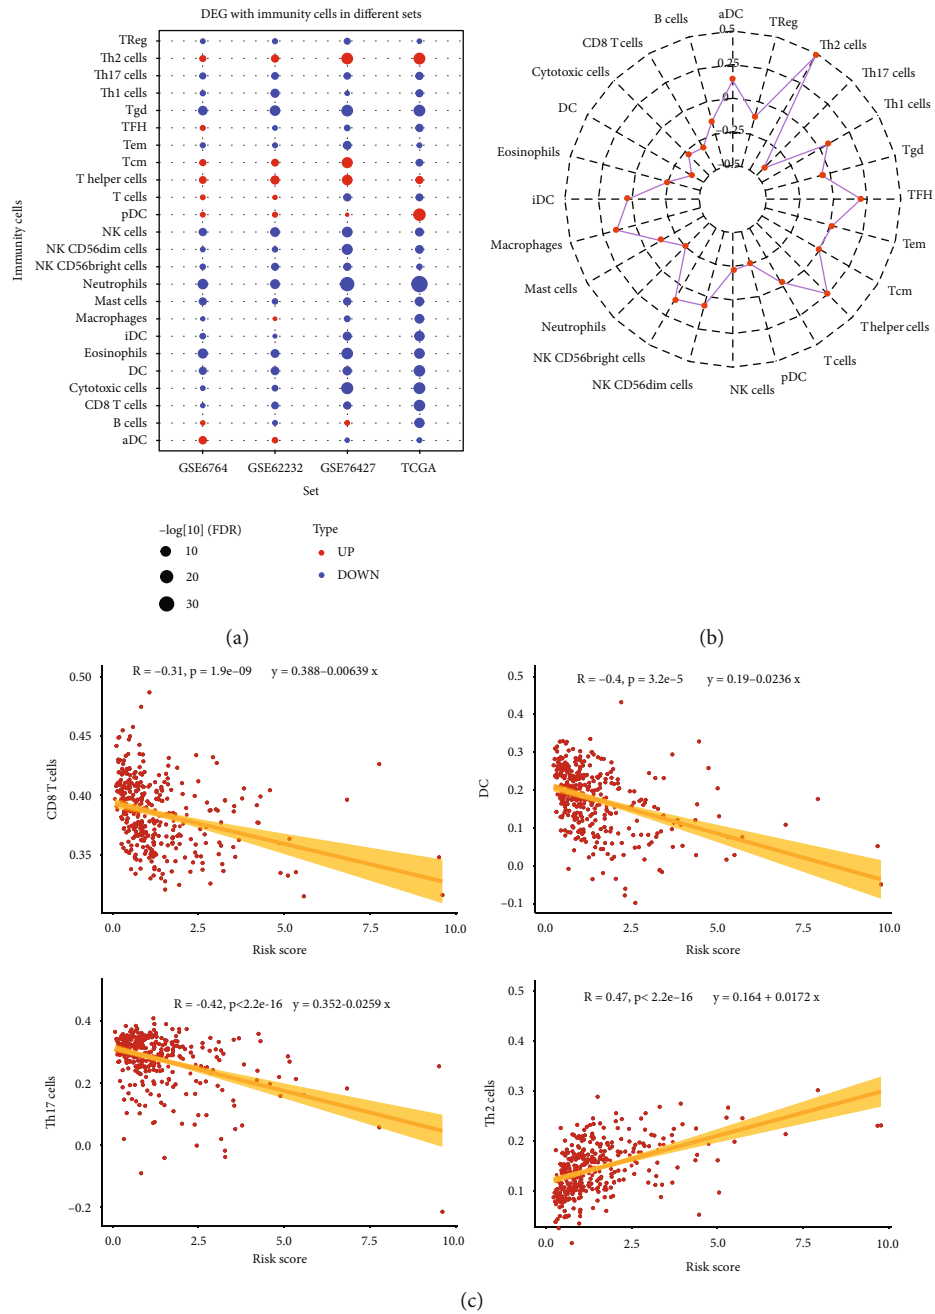 DEG with immunity cells in different sets
Immunity cells
TReg
Th2 cells
Th17 cells
Th1 cells
Tgd
TFH
Tem
Tcm
T helper cells
T cells
pDC
NK cells
NK CD56dim cells
NK CD56bright cells
Neutrophils
Mast cells
Macrophages
iDC
Eosinophils
DC
Cytotoxic cells
CD8 T cells
B cells
aDC
GSE6764 GSE62232 GSE76427 TCGA
Set
–log[10] (FDR)
10
20
30
Type
UP
DOWN
(a)
aDC
TReg
Th2 cells
Th17 cells
Th1 cells
Tgd
TFH
Tem
Tcm
T helper cells
T cells
pDC
NK cells
NK CD56dim cells
NK CD56bright cells
Neutrophils
Mast cells
Macrophages
iDC
Eosinophils
DC
Cytotoxic cells
CD8 T cells
B cells
0.5
0.25
0
–0.25
–0.5
(b)
R = –0.31, p = 1.9e–09 y = 0.388–0.00639 x
CD8 T cells
0.50
0.45
0.40
0.35
0.0 2.5 5.0 7.5 10.0
Risk score
R = –0.4, p = 3.2e–5 y = 0.19–0.0236 x
DC
0.5
0.4
0.3
0.2
0.1
0.0
–0.1
0.0 2.5 5.0 7.5 10.0
Risk score
R = -0.42, p<2.2e-16 y = 0.352-0.0259 x
Th17 cells
0.4
0.2
0.0
–0.2
0.0 2.5 5.0 7.5 10.0
Risk score
R = 0.47, p< 2.2e–16 y = 0.164 + 0.0172 x
Th2 cells
0.5
0.4
0.3
0.2
0.1
0.0 2.5 5.0 7.5 10.0
Risk score
(c)